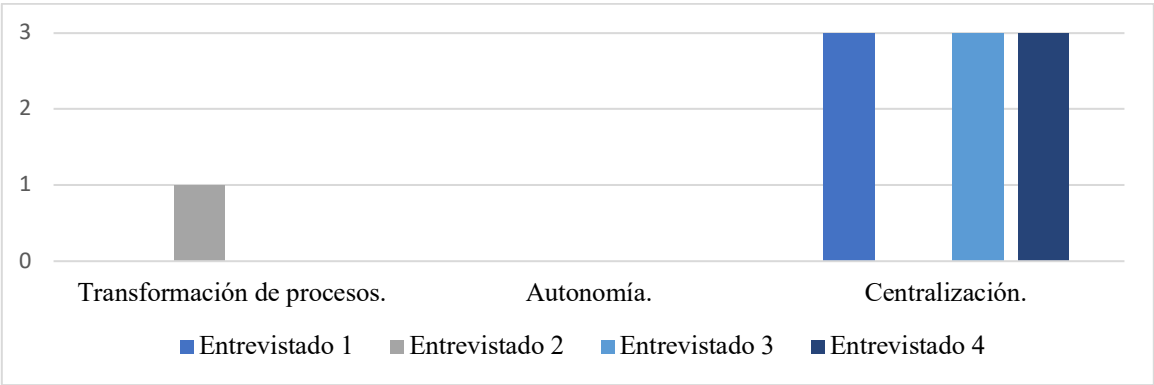 3
2
1
0
Transformación de procesos. Autonomía. Centralización.
Entrevistado 1 Entrevistado 2 Entrevistado 3 Entrevistado 4